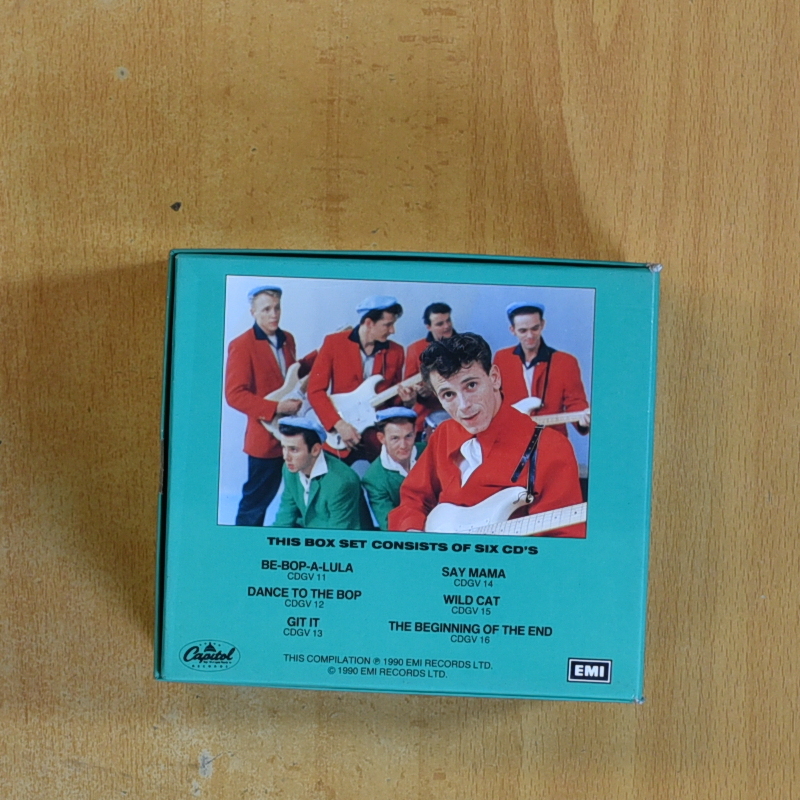 THIS BOX SET CONSISTS OF SIX CD'S
BE-BOP-A-LULA
CDGV 11
DANCE TO THE BOP
CDGV 12
GIT IT
CDGV 13
SAY MAMA
CDGV 14
WILD CAT
CDGV 15
THE BEGINNING OF THE END
CDGV 16
Capitol
RECORDS
THIS COMPILATION ℗ 1990 EMI RECORDS LTD.
© 1990 EMI RECORDS LTD.
EMI